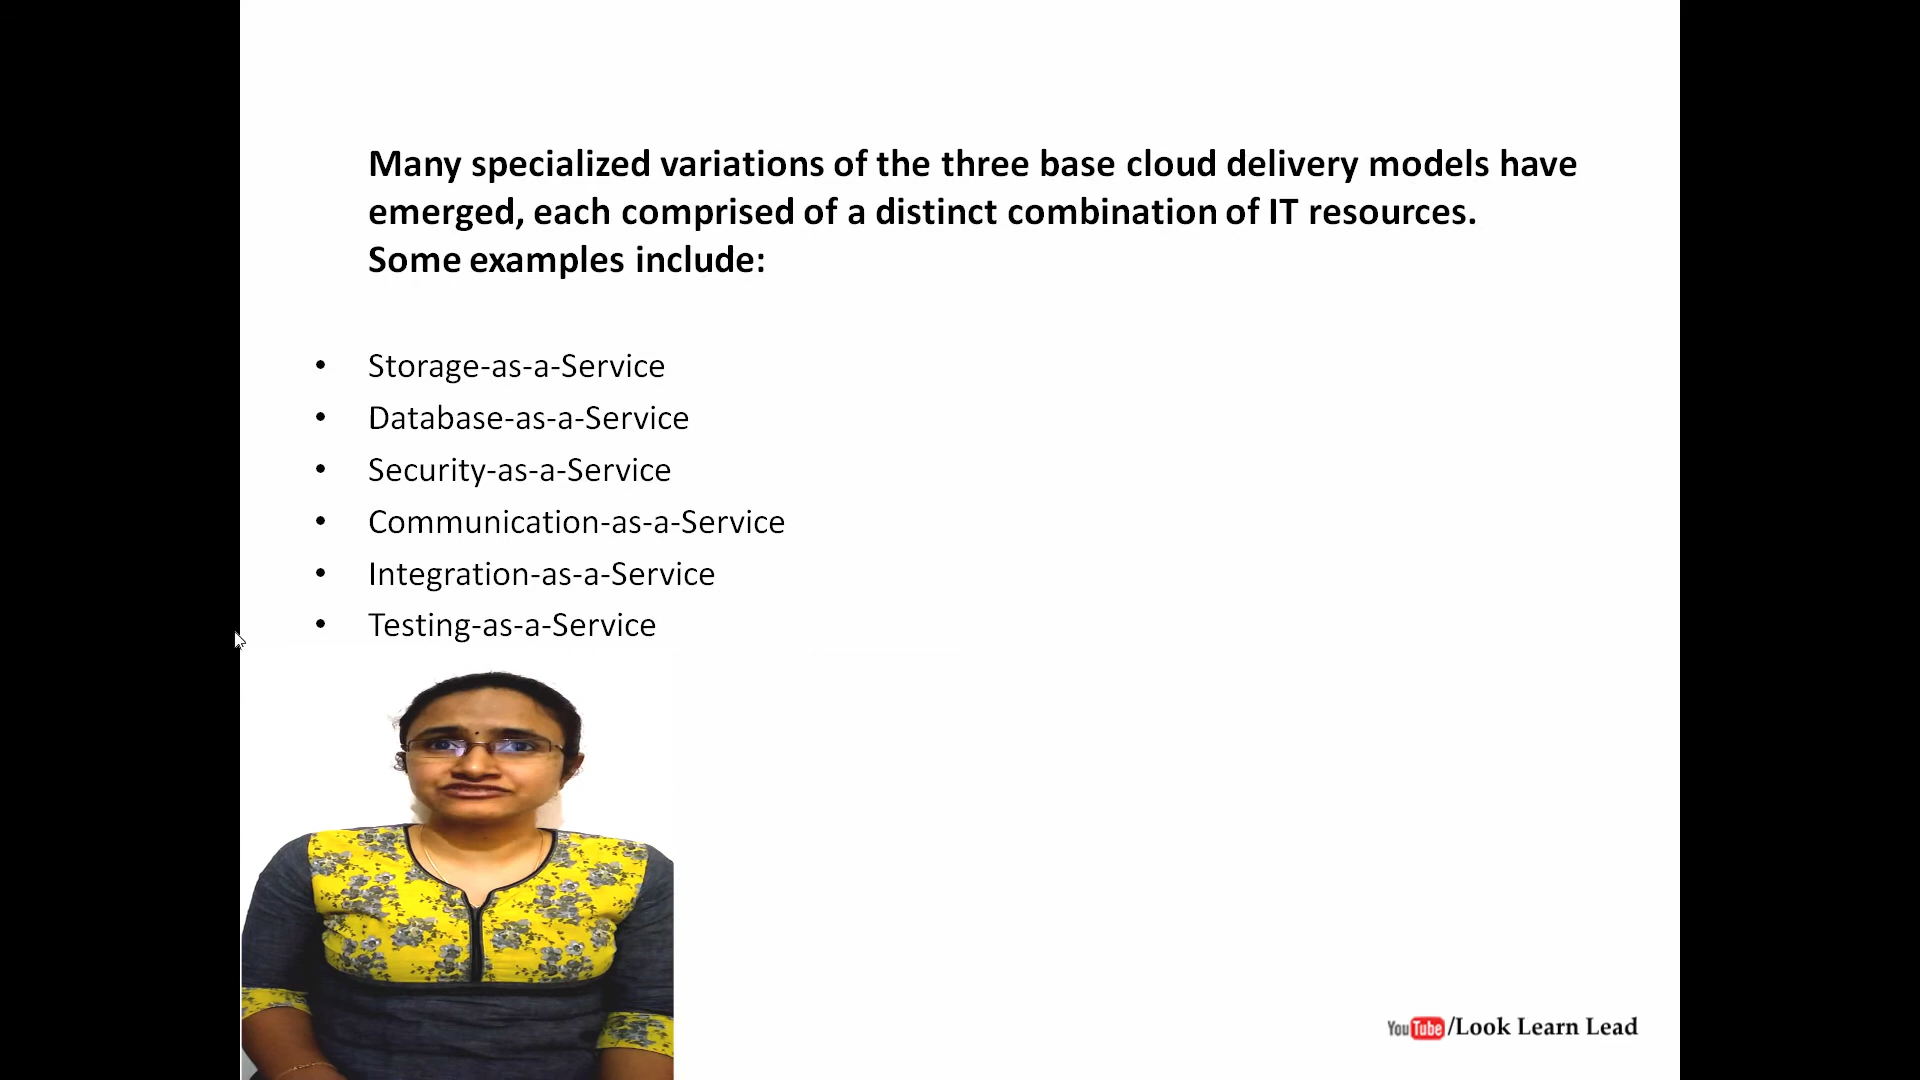 Many specialized variations of the three base cloud delivery models have
emerged, each comprised of a distinct combination of IT resources.
Some examples include:
• Storage-as-a-Service
• Database-as-a-Service
• Security-as-a-Service
• Communication-as-a-Service
• Integration-as-a-Service
• Testing-as-a-Service
YouTube/Look Learn Lead